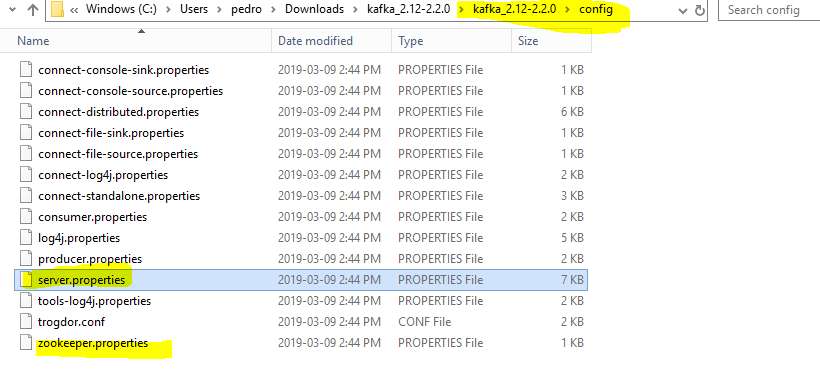 « Windows (C:) › Users › pedro › Downloads › kafka_2.12-2.2.0 › kafka_2.12-2.2.0 › config Search config
Name Date modified Type Size
connect-console-sink.properties 2019-03-09 2:44 PM PROPERTIES File 1 KB
connect-console-source.properties 2019-03-09 2:44 PM PROPERTIES File 1 KB
connect-distributed.properties 2019-03-09 2:44 PM PROPERTIES File 6 KB
connect-file-sink.properties 2019-03-09 2:44 PM PROPERTIES File 1 KB
connect-file-source.properties 2019-03-09 2:44 PM PROPERTIES File 1 KB
connect-log4j.properties 2019-03-09 2:44 PM PROPERTIES File 2 KB
connect-standalone.properties 2019-03-09 2:44 PM PROPERTIES File 3 KB
consumer.properties 2019-03-09 2:44 PM PROPERTIES File 2 KB
log4j.properties 2019-03-09 2:44 PM PROPERTIES File 5 KB
producer.properties 2019-03-09 2:44 PM PROPERTIES File 2 KB
server.properties 2019-03-09 2:44 PM PROPERTIES File 7 KB
tools-log4j.properties 2019-03-09 2:44 PM PROPERTIES File 2 KB
trogdor.conf 2019-03-09 2:44 PM CONF File 2 KB
zookeeper.properties 2019-03-09 2:44 PM PROPERTIES File 1 KB